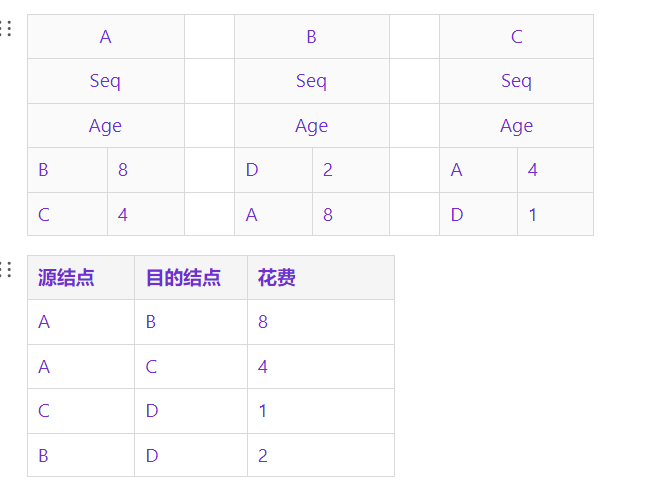 A B C
Seq Seq Seq
Age Age Age
B 8 D 2 A 4
C 4 A 8 D 1
源结点 目的结点 花费
A B 8
A C 4
C D 1
B D 2